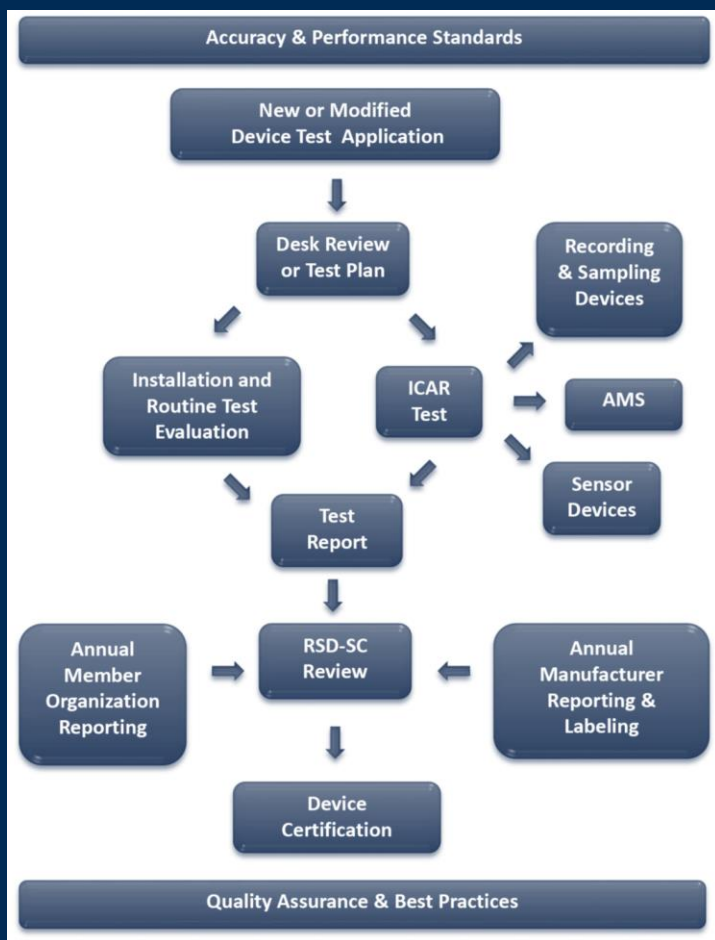 Accuracy & Performance Standards
New or Modified
Device Test Application
Desk Review
or Test Plan
Recording
& Sampling
Devices
Installation and
Routine Test
Evaluation
ICAR
Test
AMS
Sensor
Devices
Test
Report
Annual
Member
Organization
Reporting
RSD-SC
Review
Annual
Manufacturer
Reporting &
Labeling
Device
Certification
Quality Assurance & Best Practices